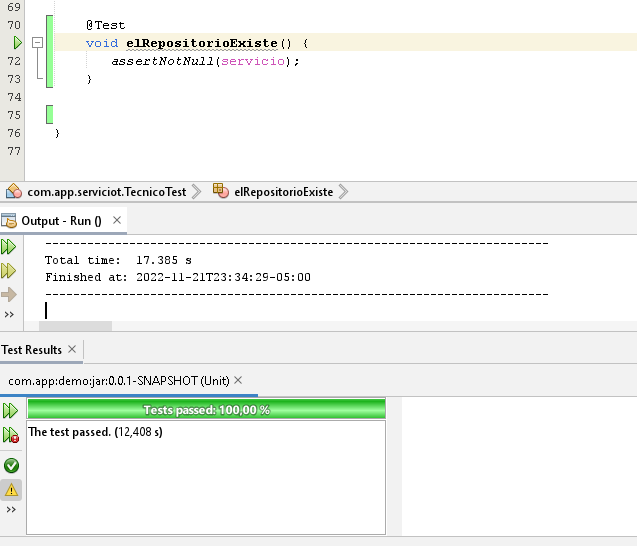 69
70 @Test
void elRepositorioExiste() {
72 assertNotNull(servicio);
73 }
74
75
76 }
77
com.app.serviciot.TecnicoTest elRepositorioExiste
Output - Run ()
------------------------------------------------------------------------
Total time: 17.385 s
Finished at: 2022-11-21T23:34:29-05:00
------------------------------------------------------------------------
Test Results
com.app:demo:jar:0.0.1-SNAPSHOT (Unit)
Tests passed: 100,00 %
The test passed. (12,408 s)